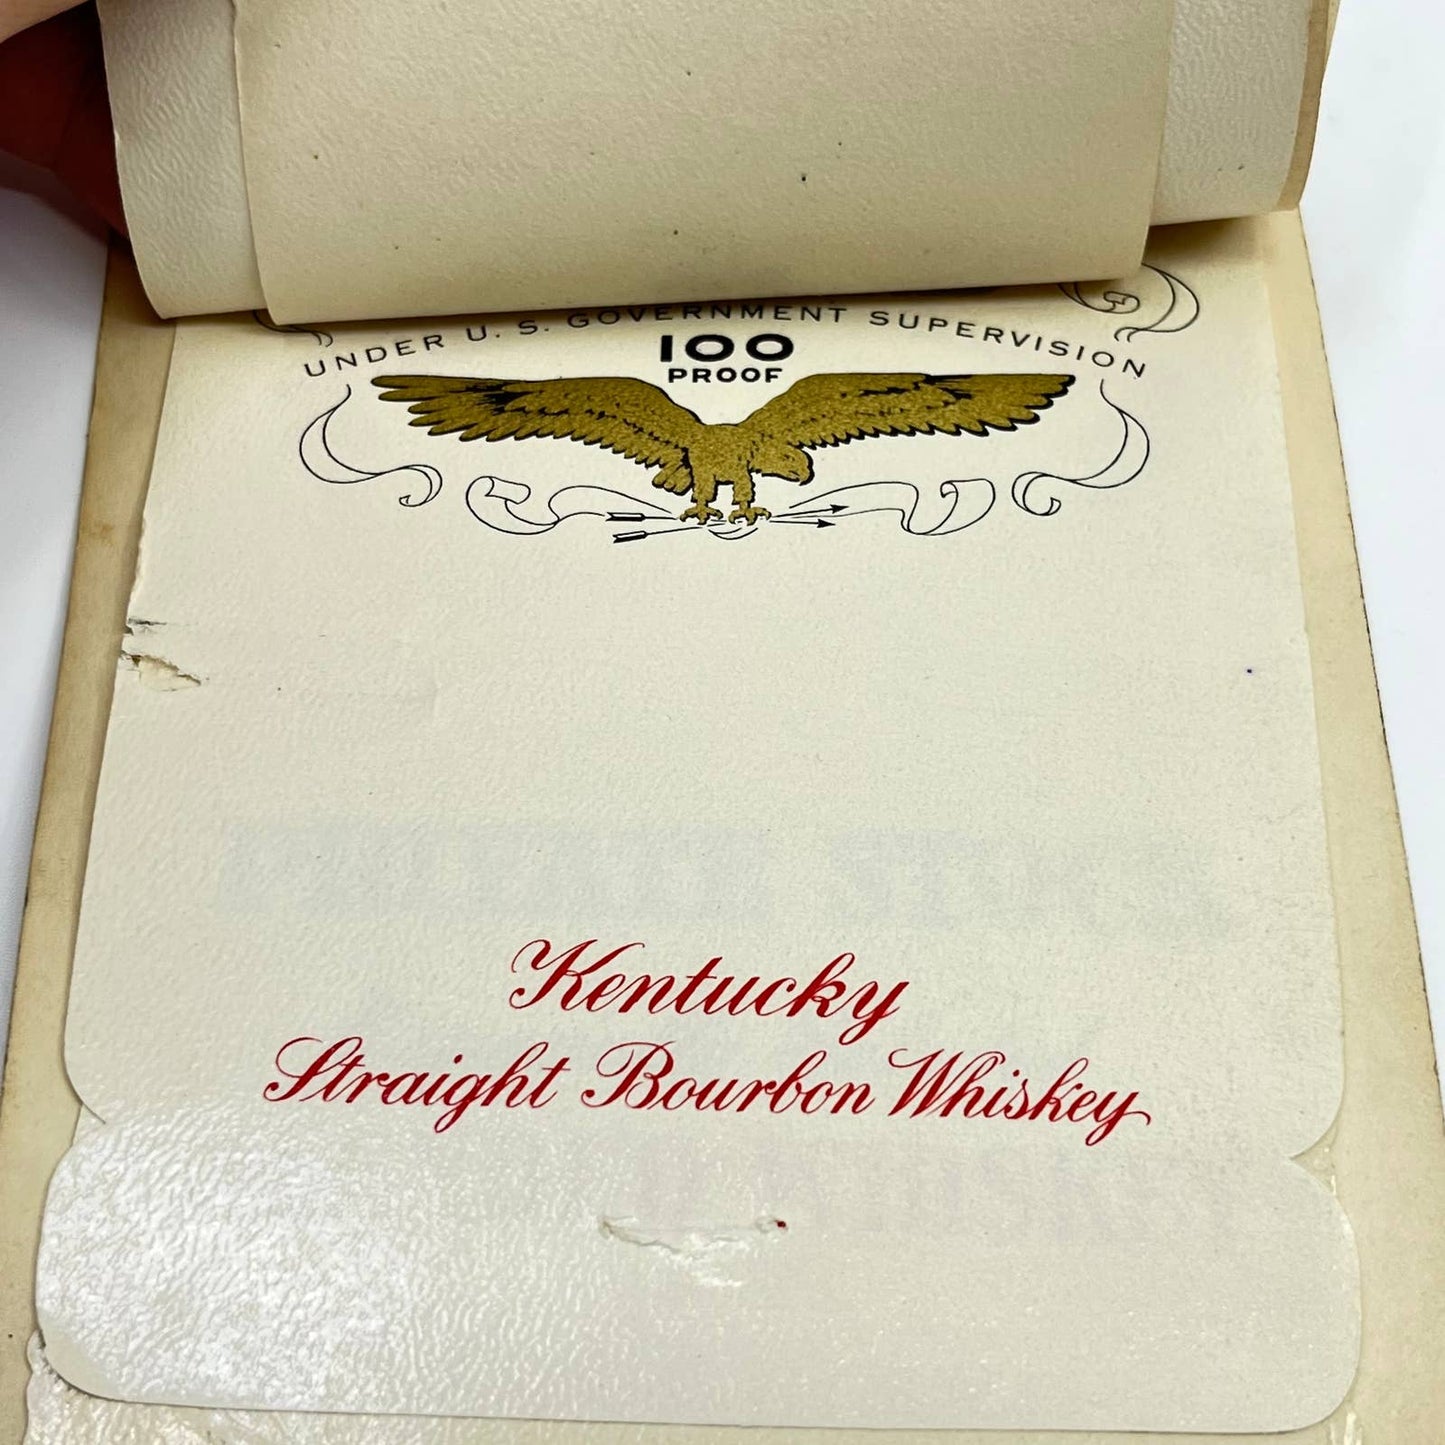 UNDER U. S. GOVERNMENT SUPERVISION
100
PROOF
Kentucky
Straight Bourbon Whiskey